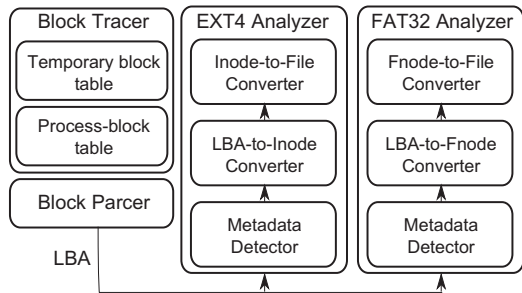 Block Tracer
Temporary block
table
Process-block
table
Block Parcer
LBA
EXT4 Analyzer
Inode-to-File
Converter
LBA-to-Inode
Converter
Metadata
Detector
FAT32 Analyzer
Fnode-to-File
Converter
LBA-to-Fnode
Converter
Metadata
Detector